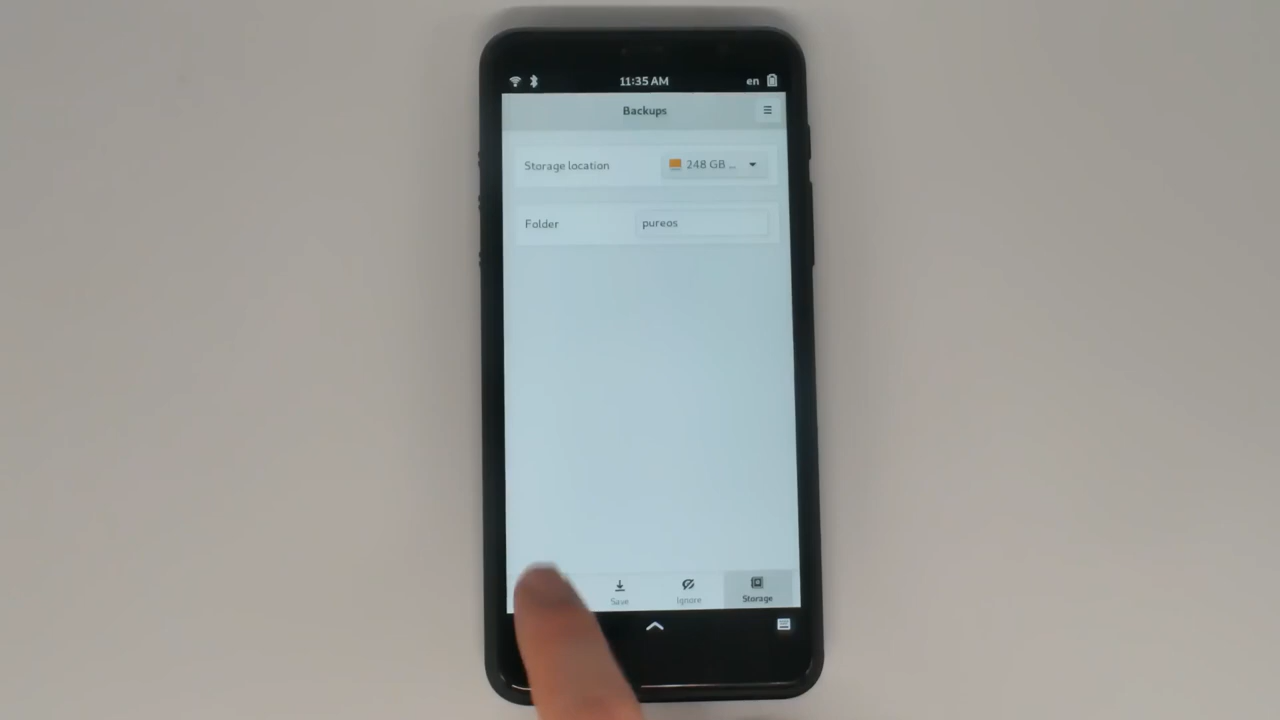 11:35 AM en
Backups
Storage location 248 GB ...
Folder pureos
Save Ignore Storage